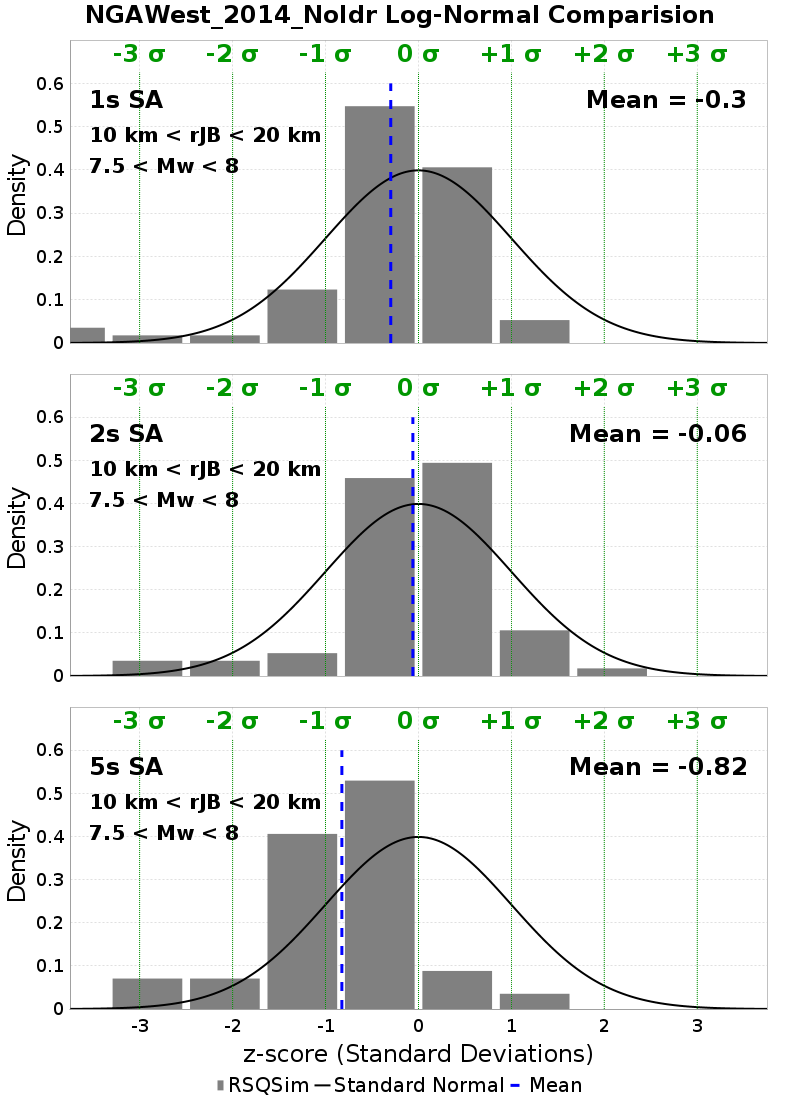 NGAWest_2014_NoIdr Log-Normal Comparision
-3 σ -2 σ -1 σ 0 σ +1 σ +2 σ +3 σ
0.6
1s SA Mean = -0.3
0.5
10 km < rJB < 20 km
7.5 < Mw < 8
0.4
Density
0.3
0.2
0.1
0
-3 σ -2 σ -1 σ 0 σ +1 σ +2 σ +3 σ
0.6
2s SA Mean = -0.06
0.5
10 km < rJB < 20 km
7.5 < Mw < 8
0.4
Density
0.3
0.2
0.1
0
-3 σ -2 σ -1 σ 0 σ +1 σ +2 σ +3 σ
0.6
5s SA Mean = -0.82
0.5
10 km < rJB < 20 km
7.5 < Mw < 8
0.4
Density
0.3
0.2
0.1
0
-3 -2 -1 0 1 2 3
z-score (Standard Deviations)
RSQSim Standard Normal Mean